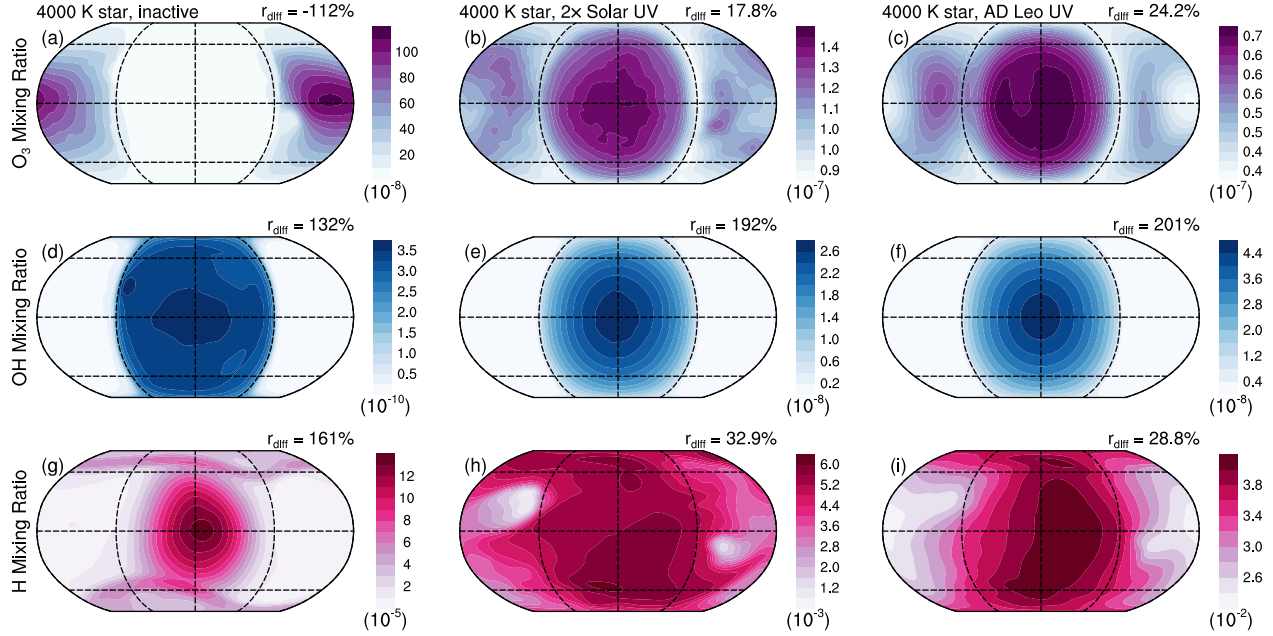 4000 K star, inactive
r_diff = -112%
4000 K star, 2× Solar UV
r_diff = 17.8%
4000 K star, AD Leo UV
r_diff = 24.2%
O₃ Mixing Ratio
(a)
100
80
60
40
20
(10⁻⁸)
(b)
1.4
1.3
1.2
1.1
1.0
0.9
(10⁻⁷)
(c)
0.7
0.6
0.6
0.5
0.5
0.4
0.4
(10⁻⁷)
OH Mixing Ratio
r_diff = 132%
(d)
3.5
3.0
2.5
2.0
1.5
1.0
0.5
(10⁻¹⁰)
r_diff = 192%
(e)
2.6
2.2
1.8
1.4
1.0
0.6
0.2
(10⁻⁸)
r_diff = 201%
(f)
4.4
3.6
2.8
2.0
1.2
0.4
(10⁻⁸)
H Mixing Ratio
r_diff = 161%
(g)
12
10
8
6
4
2
(10⁻⁵)
r_diff = 32.9%
(h)
6.0
5.2
4.4
3.6
2.8
2.0
1.2
(10⁻³)
r_diff = 28.8%
(i)
3.8
3.4
3.0
2.6
(10⁻²)